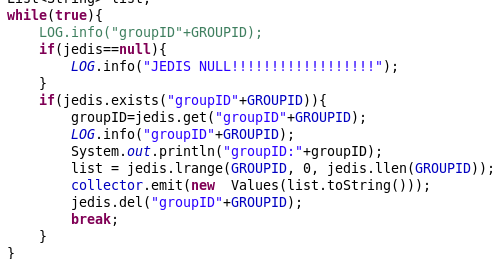 List<String> list;
while(true){
LOG.info("groupID"+GROUPID);
if(jedis==null){
LOG.info("JEDIS NULL!!!!!!!!!!!!!!!!!!");
}
if(jedis.exists("groupID"+GROUPID)){
groupID=jedis.get("groupID"+GROUPID);
LOG.info("groupID"+GROUPID);
System.out.println("groupID:"+groupID);
list = jedis.lrange(GROUPID, 0, jedis.llen(GROUPID));
collector.emit(new  Values(list.toString()));
jedis.del("groupID"+GROUPID);
break;
}
}